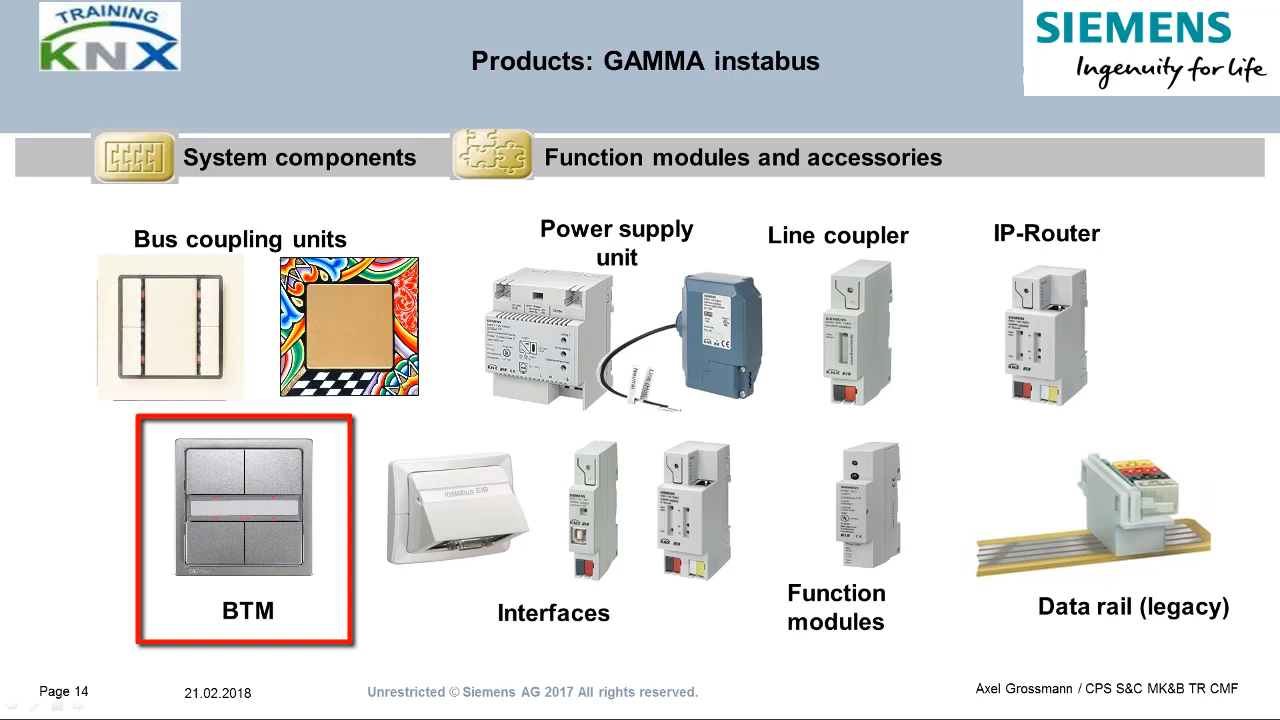 TRAINING
KNX
Products: GAMMA instabus
SIEMENS
Ingenuity for life
System components
Function modules and accessories
Bus coupling units
Power supply
unit
Line coupler
IP-Router
Neutral
instabus EIB
SIEMENS
BTM
Interfaces
Function
modules
Data rail (legacy)
Page 14
21.02.2018
Unrestricted © Siemens AG 2017 All rights reserved.
Axel Grossmann / CPS S&C MK&B TR CMF